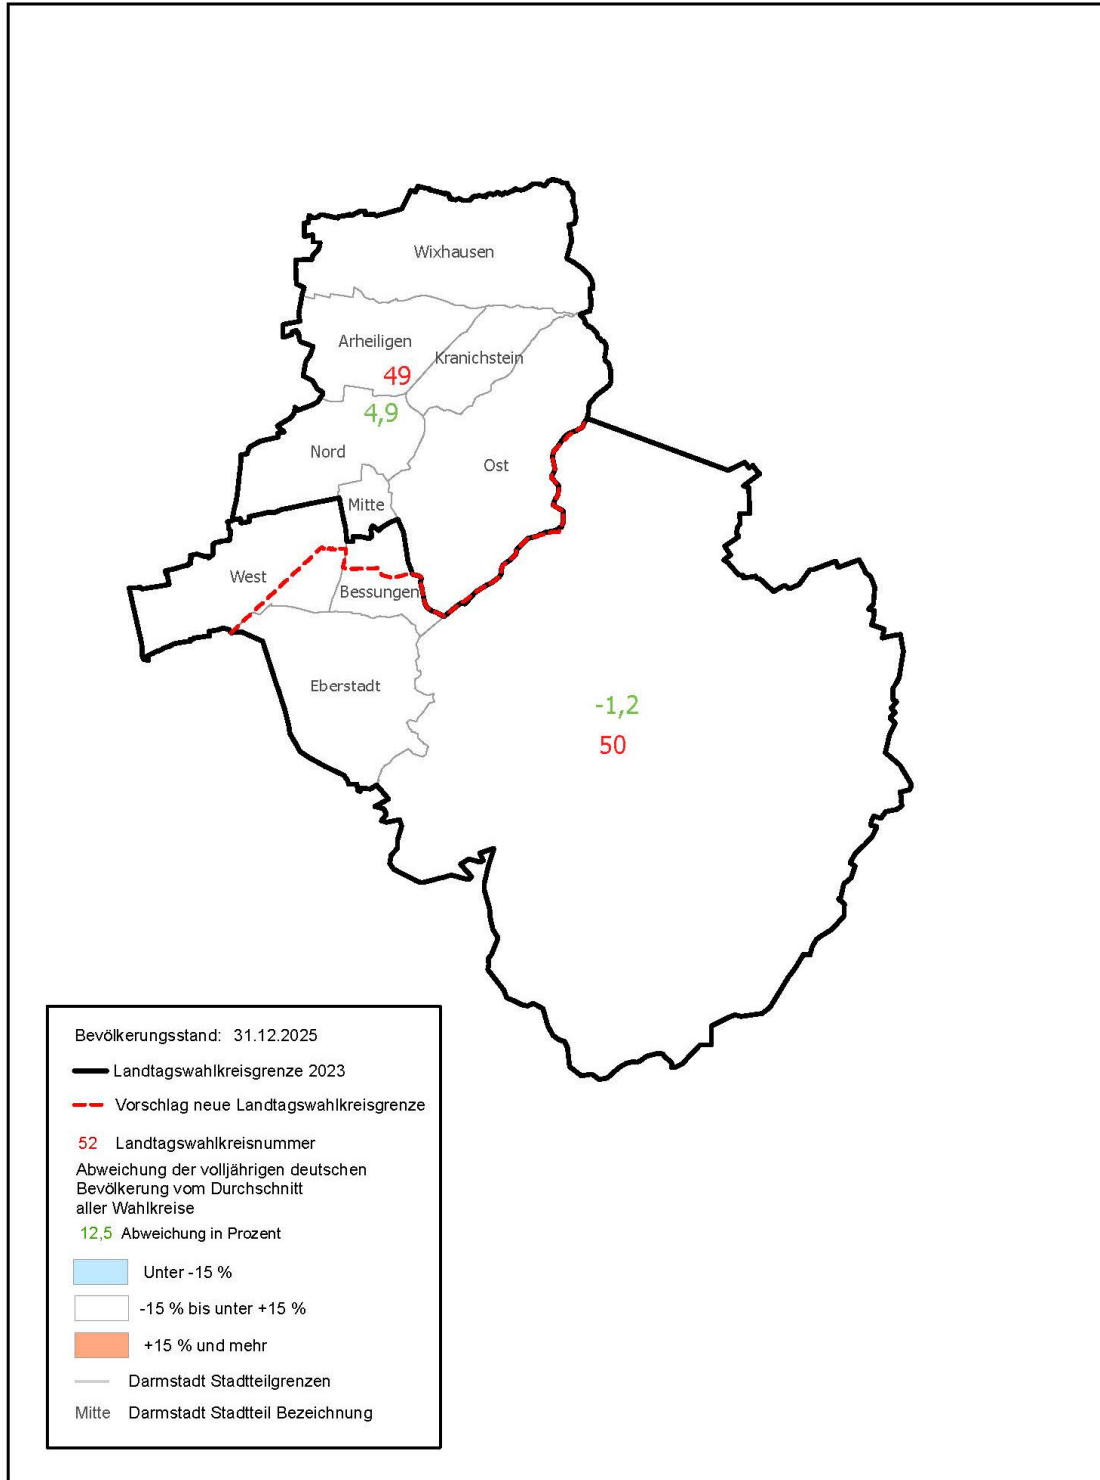 Wixhausen
Arheiligen
Kranichstein
49
4,9
Nord
Ost
Mitte
West
Bessungen
Eberstadt
-1,2
50
Bevölkerungsstand: 31.12.2025
Landtagswahlkreisgrenze 2023
Vorschlag neue Landtagswahlkreisgrenze
52 Landtagswahlkreisnummer
Abweichung der volljährigen deutschen
Bevölkerung vom Durchschnitt
aller Wahlkreise
12,5 Abweichung in Prozent
Unter -15 %
-15 % bis unter +15 %
+15 % und mehr
Darmstadt Stadtteilgrenzen
Mitte Darmstadt Stadtteil Bezeichnung